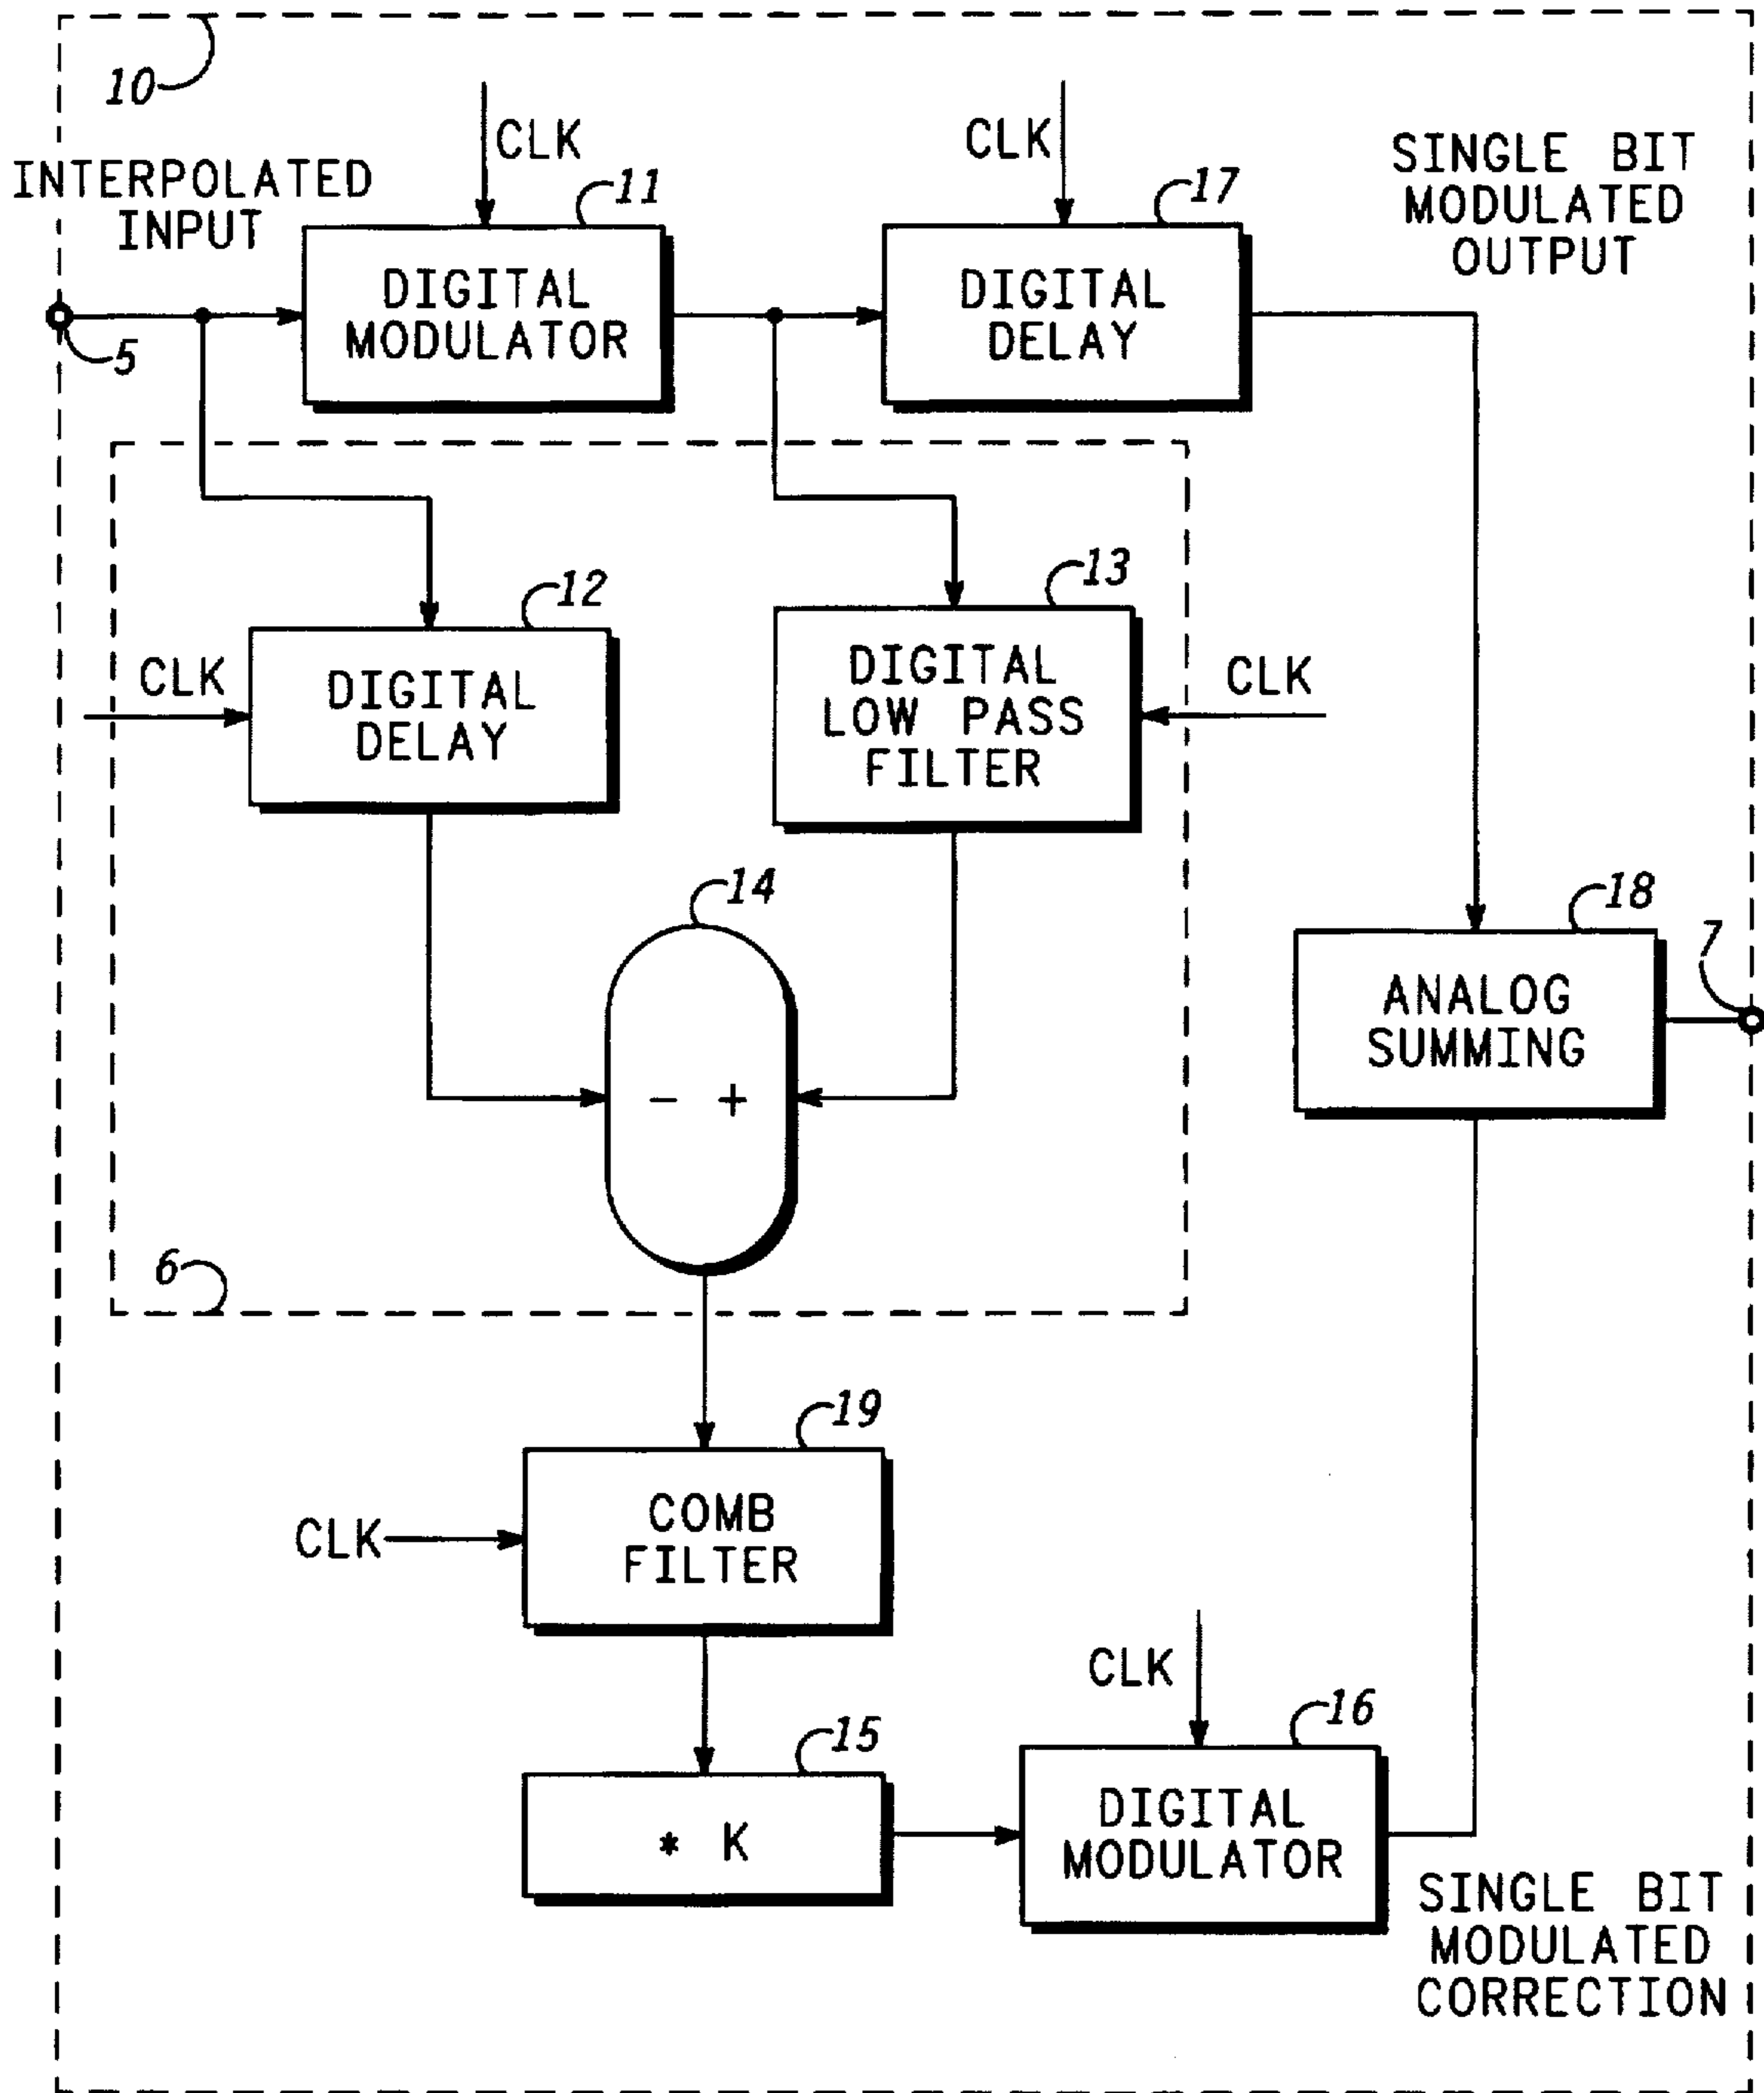 10
CLK
CLK
INTERPOLATED
INPUT
11
17
SINGLE BIT
MODULATED
OUTPUT
DIGITAL
MODULATOR
DIGITAL
DELAY
5
12
13
CLK
DIGITAL
DELAY
DIGITAL
LOW PASS
FILTER
CLK
14
18
7
ANALOG
SUMMING
- +
6
19
CLK
COMB
FILTER
CLK
15
16
* K
DIGITAL
MODULATOR
SINGLE BIT
MODULATED
CORRECTION